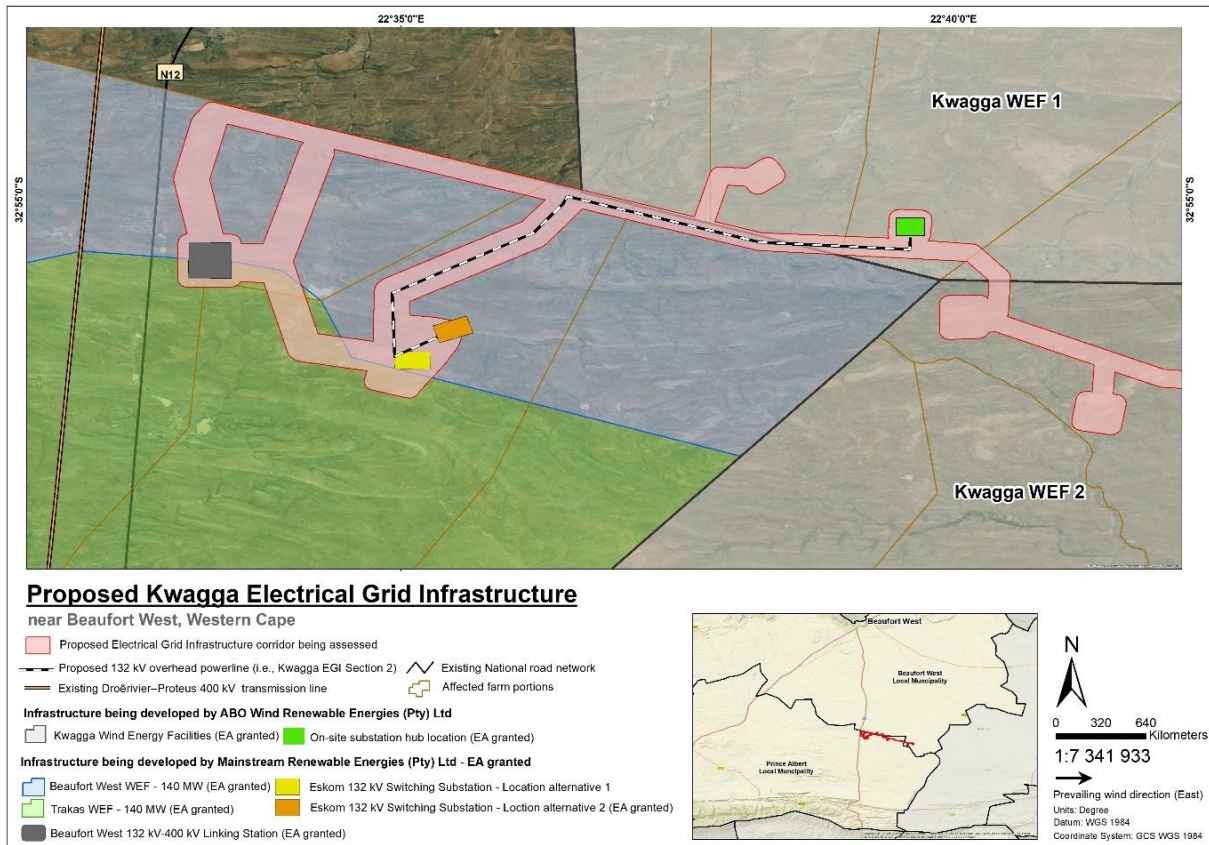 22°35'0"E
22°40'0"E
N12
Kwagga WEF 1
32°55'0"S
32°55'0"S
Kwagga WEF 2
Proposed Kwagga Electrical Grid Infrastructure
near Beaufort West, Western Cape
Proposed Electrical Grid Infrastructure corridor being assessed
Proposed 132 kV overhead powerline (i.e., Kwagga EGI Section 2)
Existing National road network
Existing Droërivier–Proteus 400 kV transmission line
Affected farm portions
Infrastructure being developed by ABO Wind Renewable Energies (Pty) Ltd
Kwagga Wind Energy Facilities (EA granted)
On-site substation hub location (EA granted)
Infrastructure being developed by Mainstream Renewable Energies (Pty) Ltd - EA granted
Beaufort West WEF - 140 MW (EA granted)
Eskom 132 kV Switching Substation - Location alternative 1
Trakas WEF - 140 MW (EA granted)
Eskom 132 kV Switching Substation - Loction alternative 2 (EA granted)
Beaufort West 132 kV-400 kV Linking Station (EA granted)
Beaufort West
Beaufort West
Local Municipality
Prince Albert
Local Municipality
N
0 320 640
Kilometers
1:7 341 933
Prevailing wind direction (East)
Units: Degree
Datum: WGS 1984
Coordinate System: GCS WGS 1984